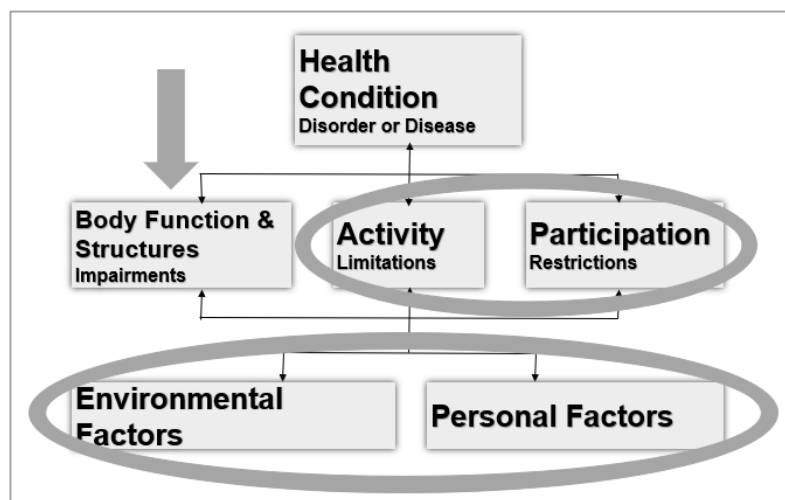 Health
Condition
Disorder or Disease
Body Function &
Structures
Impairments
Activity
Limitations
Participation
Restrictions
Environmental
Factors
Personal Factors